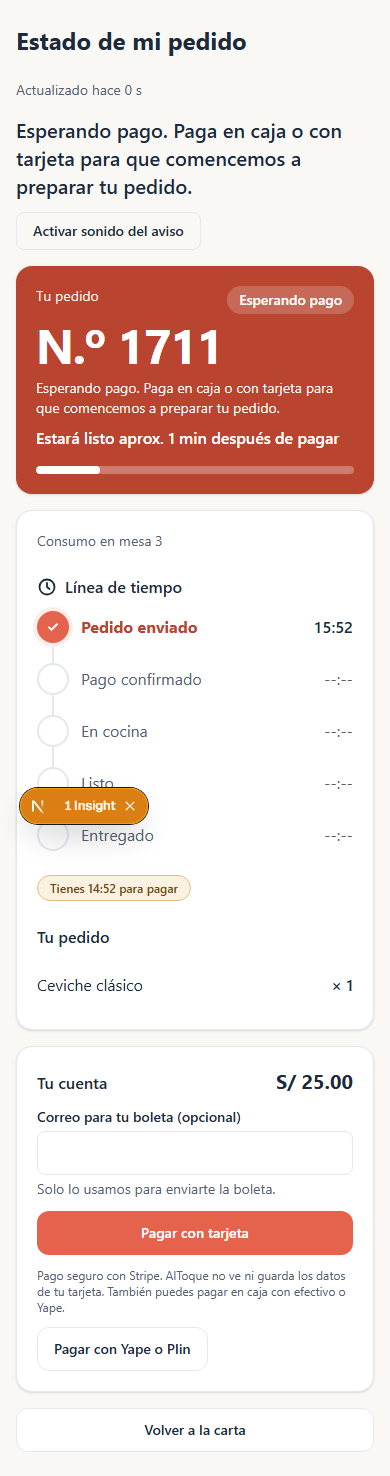 Estado de mi pedido
Actualizado hace 0 s
Esperando pago. Paga en caja o con
tarjeta para que comencemos a
preparar tu pedido.
Activar sonido del aviso
Tu pedido
Esperando pago
N.º 1711
Esperando pago. Paga en caja o con tarjeta para
que comencemos a preparar tu pedido.
Estará listo aprox. 1 min después de pagar
Consumo en mesa 3
Línea de tiempo
Pedido enviado 15:52
Pago confirmado --:--
En cocina --:--
Listo --:--
N 1 Insight ×
Entregado --:--
Tienes 14:52 para pagar
Tu pedido
Ceviche clásico × 1
Tu cuenta S/ 25.00
Correo para tu boleta (opcional)
Solo lo usamos para enviarte la boleta.
Pagar con tarjeta
Pago seguro con Stripe. AlToque no ve ni guarda los datos
de tu tarjeta. También puedes pagar en caja con efectivo o
Yape.
Pagar con Yape o Plin
Volver a la carta